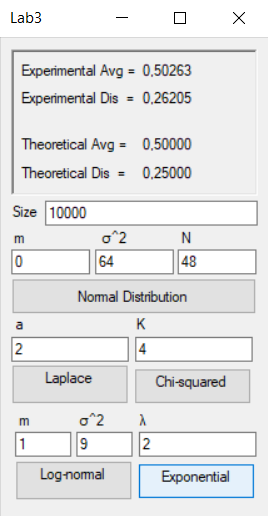 Lab3
Experimental Avg = 0,50263
Experimental Dis = 0,26205
Theoretical Avg = 0,50000
Theoretical Dis = 0,25000
Size 10000
m σ^2 N
0 64 48
Normal Distribution
a K
2 4
Laplace Chi-squared
m σ^2 λ
1 9 2
Log-normal Exponential